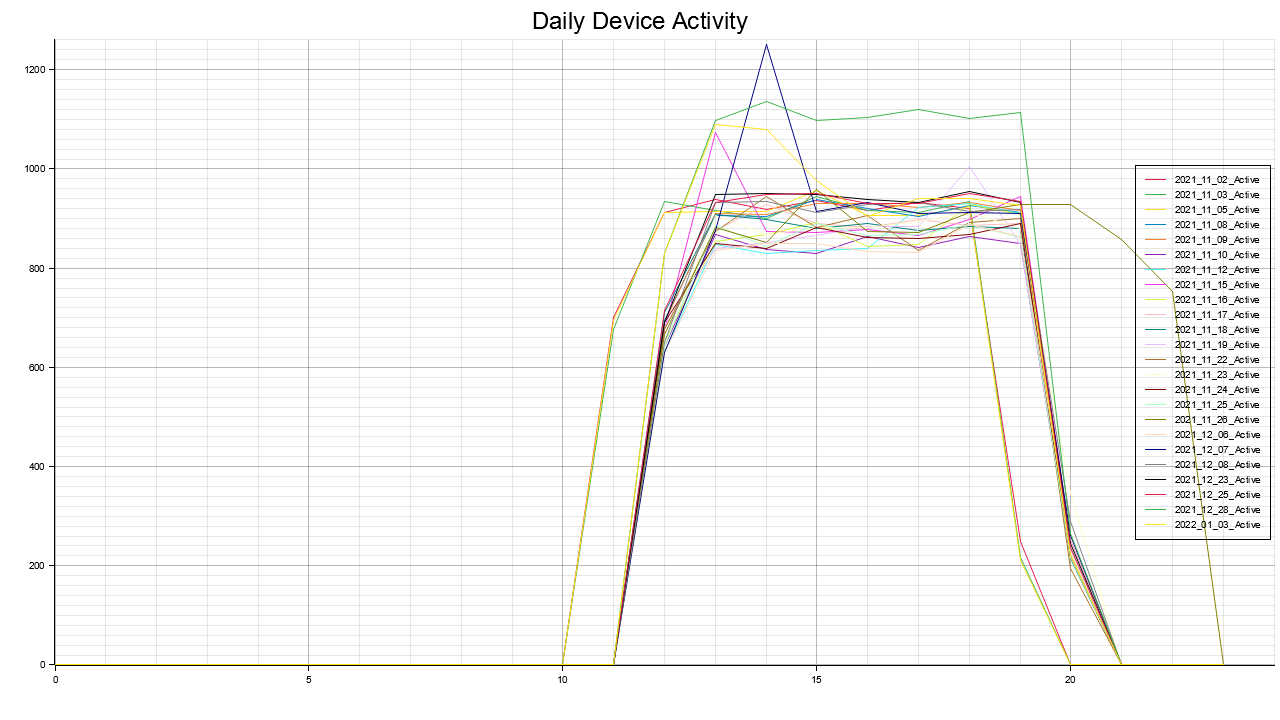 Daily Device Activity
1200
1000
800
600
400
200
0
0
5
10
15
20
2021_11_02_Active
2021_11_03_Active
2021_11_05_Active
2021_11_08_Active
2021_11_09_Active
2021_11_10_Active
2021_11_12_Active
2021_11_15_Active
2021_11_16_Active
2021_11_17_Active
2021_11_18_Active
2021_11_19_Active
2021_11_22_Active
2021_11_23_Active
2021_11_24_Active
2021_11_25_Active
2021_11_26_Active
2021_12_06_Active
2021_12_07_Active
2021_12_08_Active
2021_12_23_Active
2021_12_25_Active
2021_12_28_Active
2022_01_03_Active